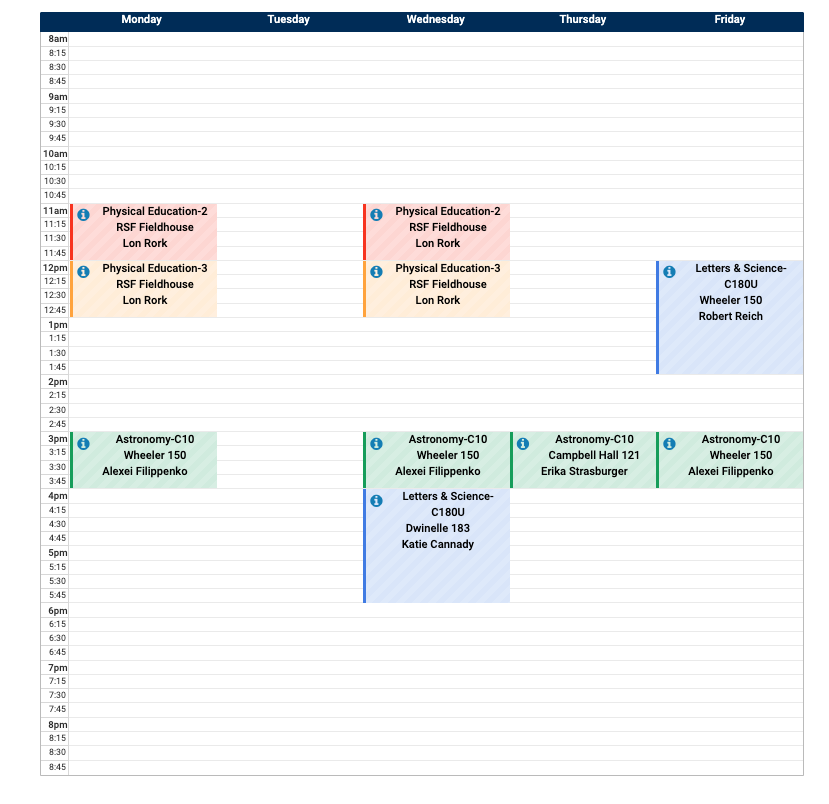 Monday Tuesday Wednesday Thursday Friday
8am
8:15
8:30
8:45
9am
9:15
9:30
9:45
10am
10:15
10:30
10:45
11am
11:15
11:30
11:45
12pm
12:15
12:30
12:45
1pm
1:15
1:30
1:45
2pm
2:15
2:30
2:45
3pm
3:15
3:30
3:45
4pm
4:15
4:30
4:45
5pm
5:15
5:30
5:45
6pm
6:15
6:30
6:45
7pm
7:15
7:30
7:45
8pm
8:15
8:30
8:45
Physical Education-2
RSF Fieldhouse
Lon Rork
Physical Education-3
RSF Fieldhouse
Lon Rork
Astronomy-C10
Wheeler 150
Alexei Filippenko
Physical Education-2
RSF Fieldhouse
Lon Rork
Physical Education-3
RSF Fieldhouse
Lon Rork
Astronomy-C10
Wheeler 150
Alexei Filippenko
Letters & Science-
C180U
Dwinelle 183
Katie Cannady
Astronomy-C10
Campbell Hall 121
Erika Strasburger
Letters & Science-
C180U
Wheeler 150
Robert Reich
Astronomy-C10
Wheeler 150
Alexei Filippenko